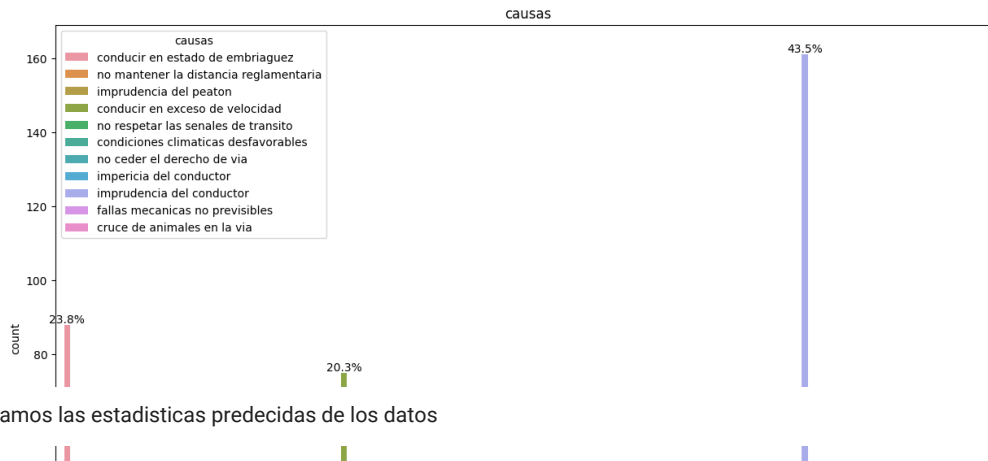 causas
causas
conducir en estado de embriaguez
no mantener la distancia reglamentaria
imprudencia del peaton
conducir en exceso de velocidad
no respetar las senales de transito
condiciones climaticas desfavorables
no ceder el derecho de via
impericia del conductor
imprudencia del conductor
fallas mecanicas no previsibles
cruce de animales en la via
43.5%
160
140
120
100
80
count
23.8%
20.3%
amos las estadisticas predecidas de los datos